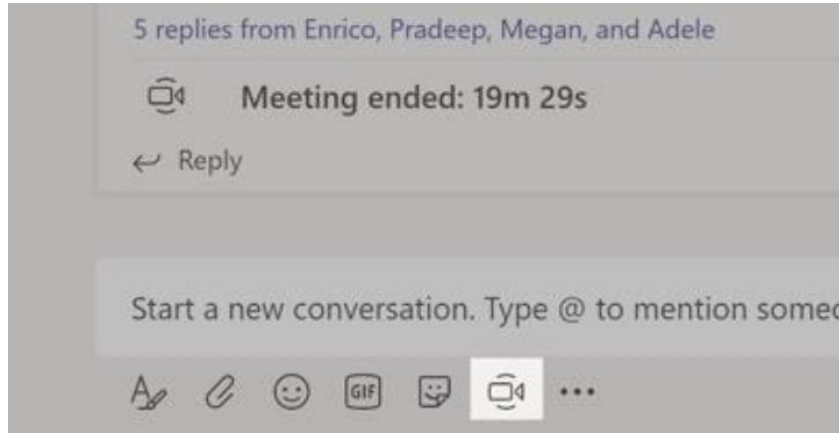 5 replies from Enrico, Pradeep, Megan, and Adele
Meeting ended: 19m 29s
Reply
Start a new conversation. Type @ to mention
GIF